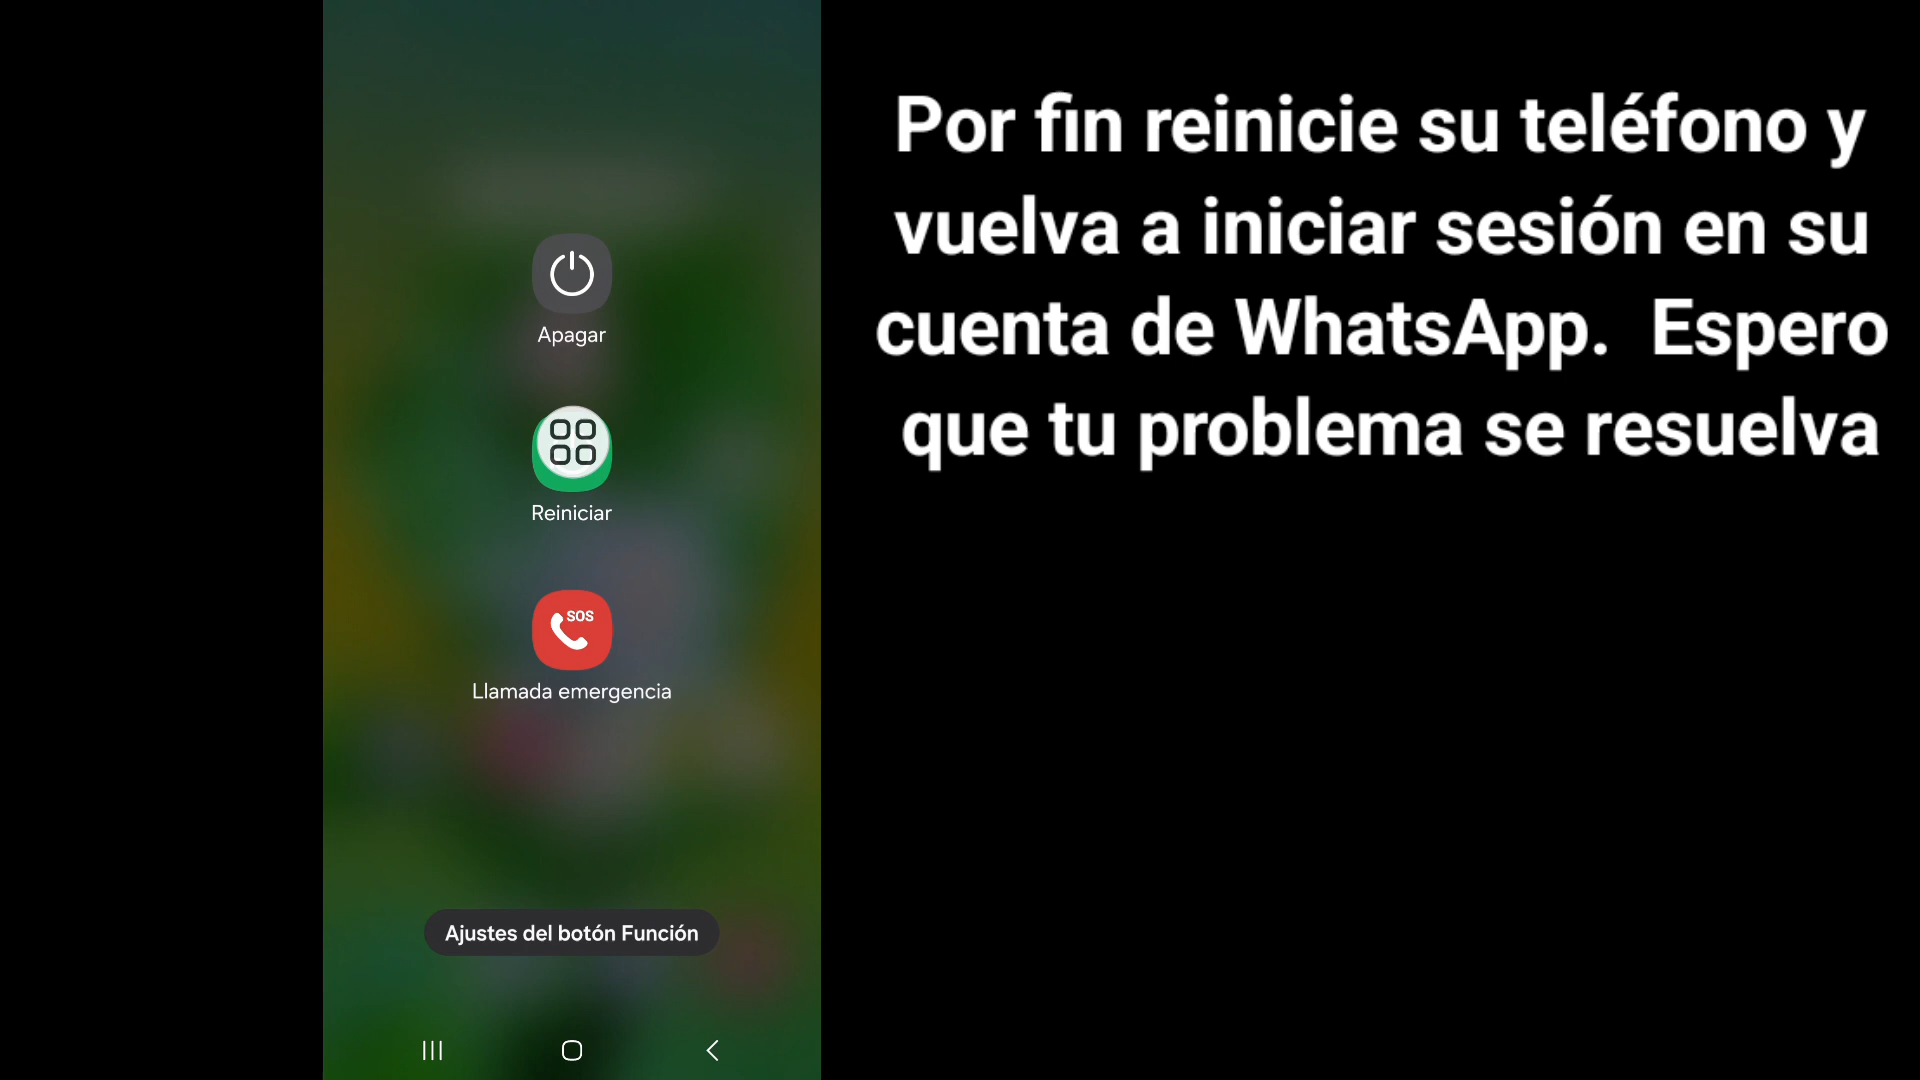 Por fin reinicie su teléfono y
vuelva a iniciar sesión en su
cuenta de WhatsApp.  Espero
que tu problema se resuelva
Apagar
Reiniciar
SOS
Llamada emergencia
Ajustes del botón Función